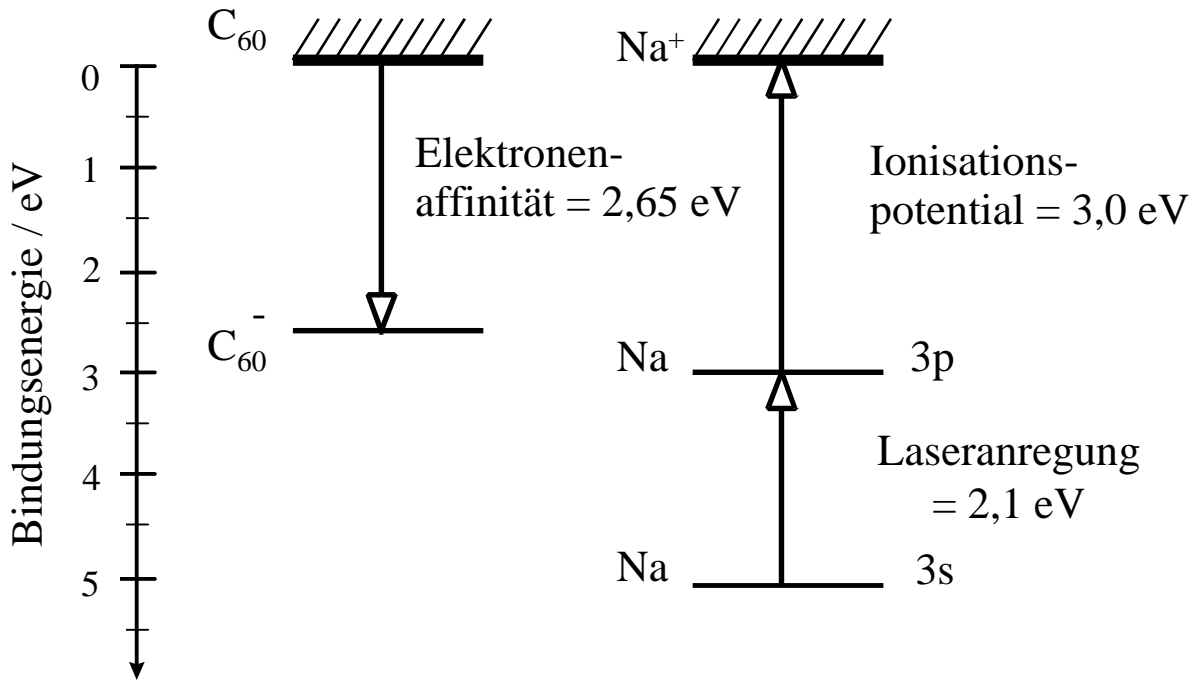 Bindungsenergie / eV
0
1
2
3
4
5
C₆₀
Elektronen-
affinität = 2,65 eV
C₆₀⁻
Na⁺
Ionisations-
potential = 3,0 eV
Na
3p
Laseranregung
= 2,1 eV
Na
3s